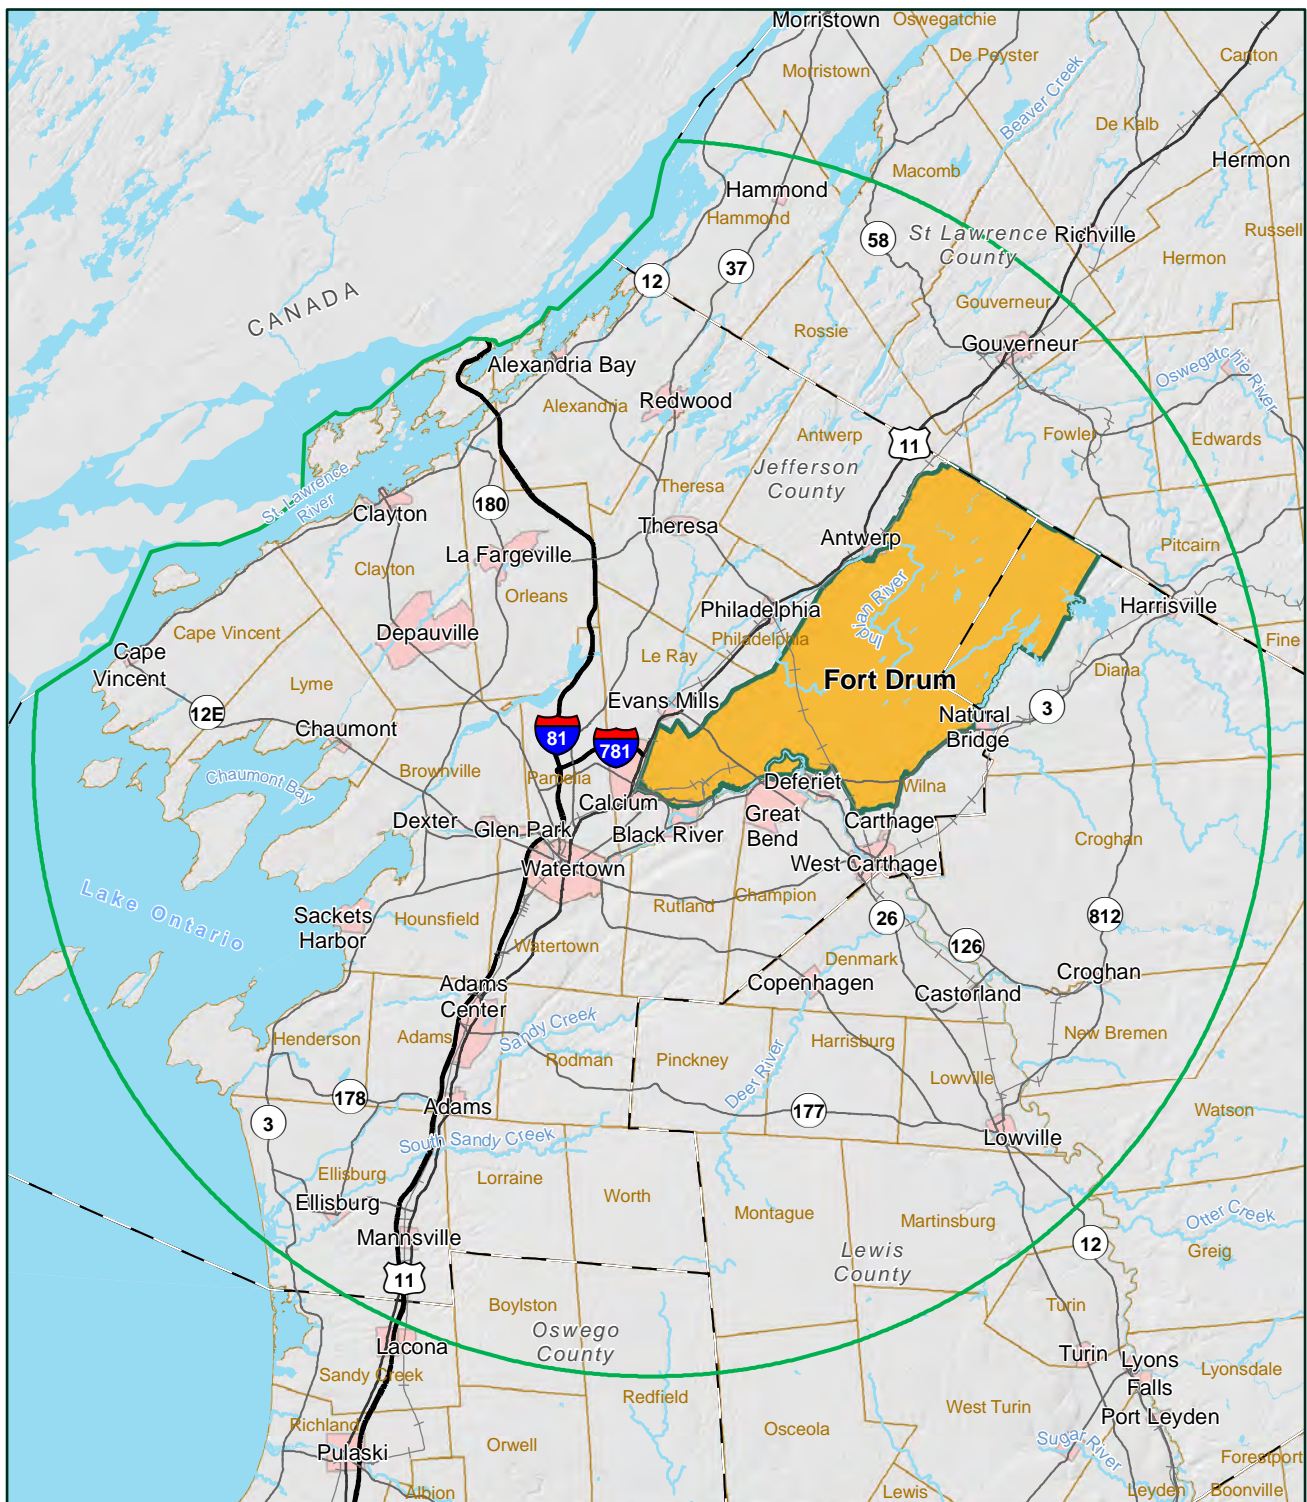 Morristown
Oswegatchie
De Peyster
Canton
Morristown
Beaver Creek
De Kalb
Hermon
Macomb
Hammond
Hammond
58
St Lawrence
County
Richville
Russell
Hermon
37
12
CANADA
Gouverneur
Rossie
Gouverneur
Alexandria Bay
Oswegatchie River
Redwood
Alexandria
Antwerp
11
Fowler
Edwards
Jefferson
County
St. Lawrence
River
Clayton
180
Theresa
Theresa
Antwerp
Pitcairn
La Fargeville
Clayton
Orleans
Indian River
Philadelphia
Harrisville
Cape Vincent
Depauville
Philadelphia
Fine
Cape
Vincent
Le Ray
Diana
Lyme
Fort Drum
12E
Evans Mills
3
Chaumont
Natural
Bridge
81
781
Chaumont Bay
Brownville
Pamelia
Deferiet
Wilna
Calcium
Dexter
Glen Park
Black River
Great
Bend
Carthage
Croghan
Watertown
West Carthage
Lake Ontario
Sackets
Harbor
Hounsfield
Rutland
Champion
26
812
126
Watertown
Denmark
Adams
Center
Copenhagen
Castorland
Croghan
Sandy Creek
Henderson
Adams
Rodman
Pinckney
Harrisburg
New Bremen
Deer River
Lowville
178
Adams
177
Watson
3
South Sandy Creek
Lowville
Ellisburg
Lorraine
Worth
Ellisburg
Montague
Martinsburg
Otter Creek
Mannsville
12
Greig
Lewis
County
11
Boylston
Turin
Oswego
County
Lacona
Turin
Lyons
Falls
Lyonsdale
Sandy Creek
Redfield
West Turin
Richland
Osceola
Port Leyden
Pulaski
Orwell
Sugar River
Forestport
Albion
Lewis
Leyden
Boonville